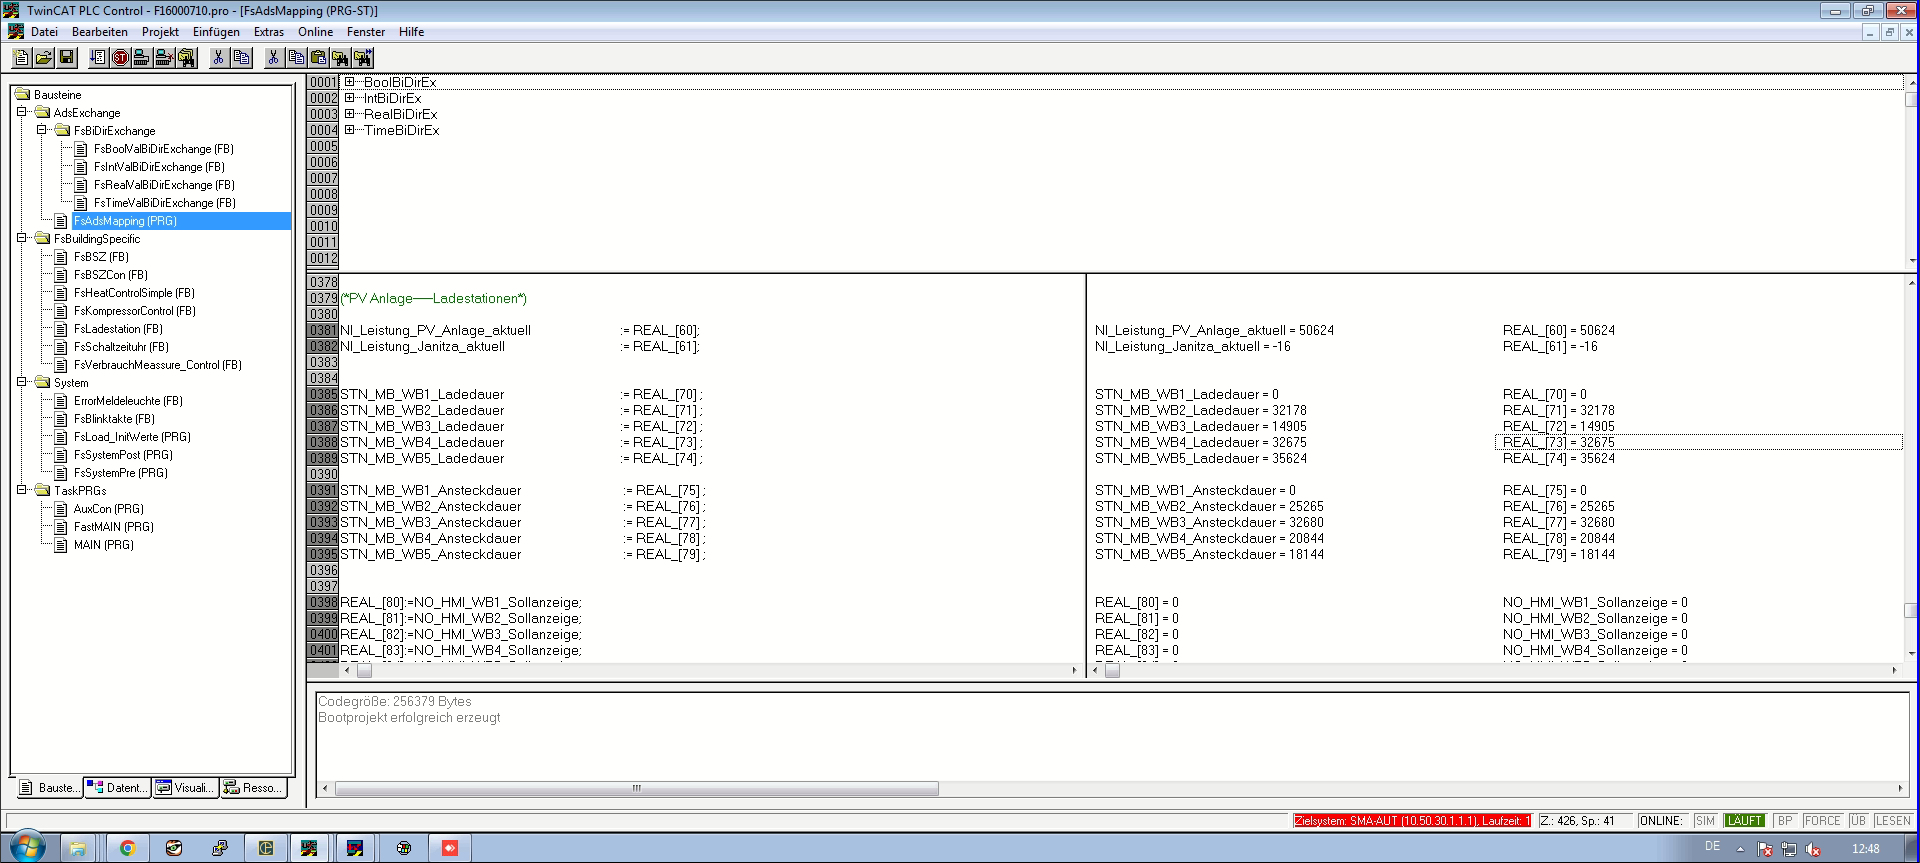 TwinCAT PLC Control - F16000710.pro - [FsAdsMapping (PRG-ST)]
Datei Bearbeiten Projekt Einfügen Extras Online Fenster Hilfe
Bausteine
AdsExchange
FsBiDirExchange
FsBoolValBiDirExchange (FB)
FsIntValBiDirExchange (FB)
FsRealValBiDirExchange (FB)
FsTimeValBiDirExchange (FB)
FsAdsMapping (PRG)
FsBuildingSpecific
FsBSZ (FB)
FsBSZCon (FB)
FsHeatControlSimple (FB)
FsKompressorControl (FB)
FsLadestation (FB)
FsSchaltzeituhr (FB)
FsVerbrauchMeassure_Control (FB)
System
ErrorMeldeleuchte (FB)
FsBlinktakte (FB)
FsLoad_InitWerte (PRG)
FsSystemPost (PRG)
FsSystemPre (PRG)
TaskPRGs
AuxCon (PRG)
FastMAIN (PRG)
MAIN (PRG)
Bauste... Datent... Visuali... Resso...
0001 BoolBiDirEx
0002 IntBiDirEx
0003 RealBiDirEx
0004 TimeBiDirEx
0005
0006
0007
0008
0009
0010
0011
0012
0378
0379 (*PV Anlage-----Ladestationen*)
0380
0381 NI_Leistung_PV_Anlage_aktuell := REAL_[60]; NI_Leistung_PV_Anlage_aktuell = 50624 REAL_[60] = 50624
0382 NI_Leistung_Janitza_aktuell := REAL_[61]; NI_Leistung_Janitza_aktuell = -16 REAL_[61] = -16
0383
0384
0385 STN_MB_WB1_Ladedauer := REAL_[70] ; STN_MB_WB1_Ladedauer = 0 REAL_[70] = 0
0386 STN_MB_WB2_Ladedauer := REAL_[71] ; STN_MB_WB2_Ladedauer = 32178 REAL_[71] = 32178
0387 STN_MB_WB3_Ladedauer := REAL_[72] ; STN_MB_WB3_Ladedauer = 14905 REAL_[72] = 14905
0388 STN_MB_WB4_Ladedauer := REAL_[73] ; STN_MB_WB4_Ladedauer = 32675 REAL_[73] = 32675
0389 STN_MB_WB5_Ladedauer := REAL_[74] ; STN_MB_WB5_Ladedauer = 35624 REAL_[74] = 35624
0390
0391 STN_MB_WB1_Ansteckdauer := REAL_[75] ; STN_MB_WB1_Ansteckdauer = 0 REAL_[75] = 0
0392 STN_MB_WB2_Ansteckdauer := REAL_[76] ; STN_MB_WB2_Ansteckdauer = 25265 REAL_[76] = 25265
0393 STN_MB_WB3_Ansteckdauer := REAL_[77] ; STN_MB_WB3_Ansteckdauer = 32680 REAL_[77] = 32680
0394 STN_MB_WB4_Ansteckdauer := REAL_[78] ; STN_MB_WB4_Ansteckdauer = 20844 REAL_[78] = 20844
0395 STN_MB_WB5_Ansteckdauer := REAL_[79] ; STN_MB_WB5_Ansteckdauer = 18144 REAL_[79] = 18144
0396
0397
0398 REAL_[80]:=NO_HMI_WB1_Sollanzeige; REAL_[80] = 0 NO_HMI_WB1_Sollanzeige = 0
0399 REAL_[81]:=NO_HMI_WB2_Sollanzeige; REAL_[81] = 0 NO_HMI_WB2_Sollanzeige = 0
0400 REAL_[82]:=NO_HMI_WB3_Sollanzeige; REAL_[82] = 0 NO_HMI_WB3_Sollanzeige = 0
0401 REAL_[83]:=NO_HMI_WB4_Sollanzeige; REAL_[83] = 0 NO_HMI_WB4_Sollanzeige = 0
Codegröße: 256379 Bytes
Bootprojekt erfolgreich erzeugt
Zielsystem: SMA-AUT (10.50.30.1.1.1), Laufzeit: 1 Z.: 426, Sp.: 41 ONLINE: SIM LÄUFT BP FORCE ÜB LESEN
DE 12:48